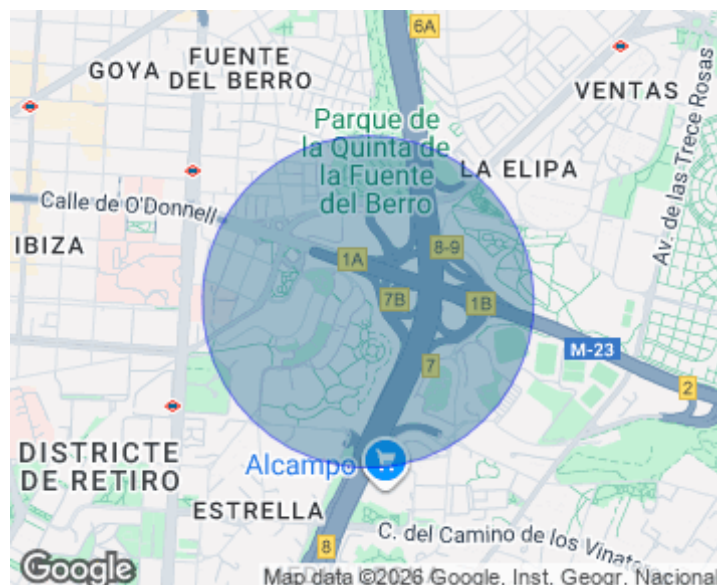 6A
GOYA
FUENTE
DEL BERRO
VENTAS
Av. de las Trece Rosas
Parque de
la Quinta de
la Fuente
del Berro
LA ELIPA
Calle de O'Donnell
IBIZA
1A
8-9
7B
1B
M-23
7
2
DISTRICTE
DE RETIRO
Alcampo
ESTRELLA
C. del Camino de los Vinat
8
Google
Map data ©2026 Google, Inst. Geogr. Nacional